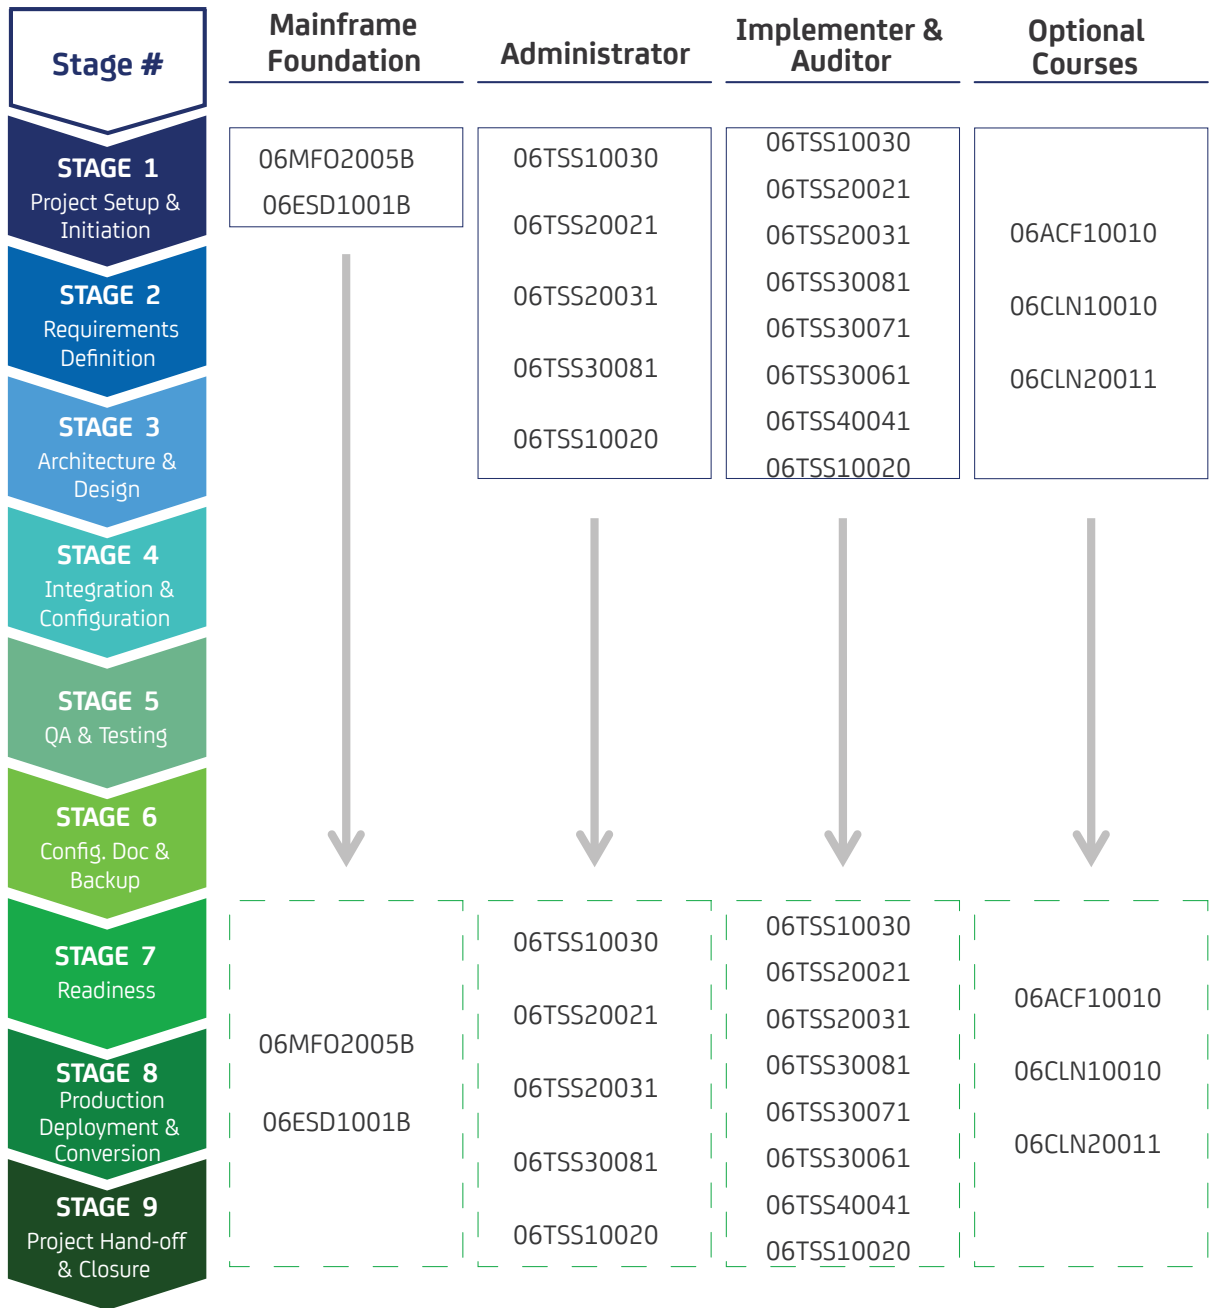 Stage #
Mainframe
Foundation
Administrator
Implementer &
Auditor
Optional
Courses
STAGE 1
Project Setup &
Initiation
STAGE 2
Requirements
Definition
STAGE 3
Architecture &
Design
STAGE 4
Integration &
Configuration
STAGE 5
QA & Testing
STAGE 6
Config. Doc &
Backup
STAGE 7
Readiness
STAGE 8
Production
Deployment &
Conversion
STAGE 9
Project Hand-off
& Closure
06MFO2005B
06ESD1001B
06TSS10030
06TSS20021
06TSS20031
06TSS30081
06TSS10020
06TSS10030
06TSS20021
06TSS20031
06TSS30081
06TSS30071
06TSS30061
06TSS40041
06TSS10020
06ACF10010
06CLN10010
06CLN20011
06MFO2005B
06ESD1001B
06TSS10030
06TSS20021
06TSS20031
06TSS30081
06TSS10020
06TSS10030
06TSS20021
06TSS20031
06TSS30081
06TSS30071
06TSS30061
06TSS40041
06TSS10020
06ACF10010
06CLN10010
06CLN20011